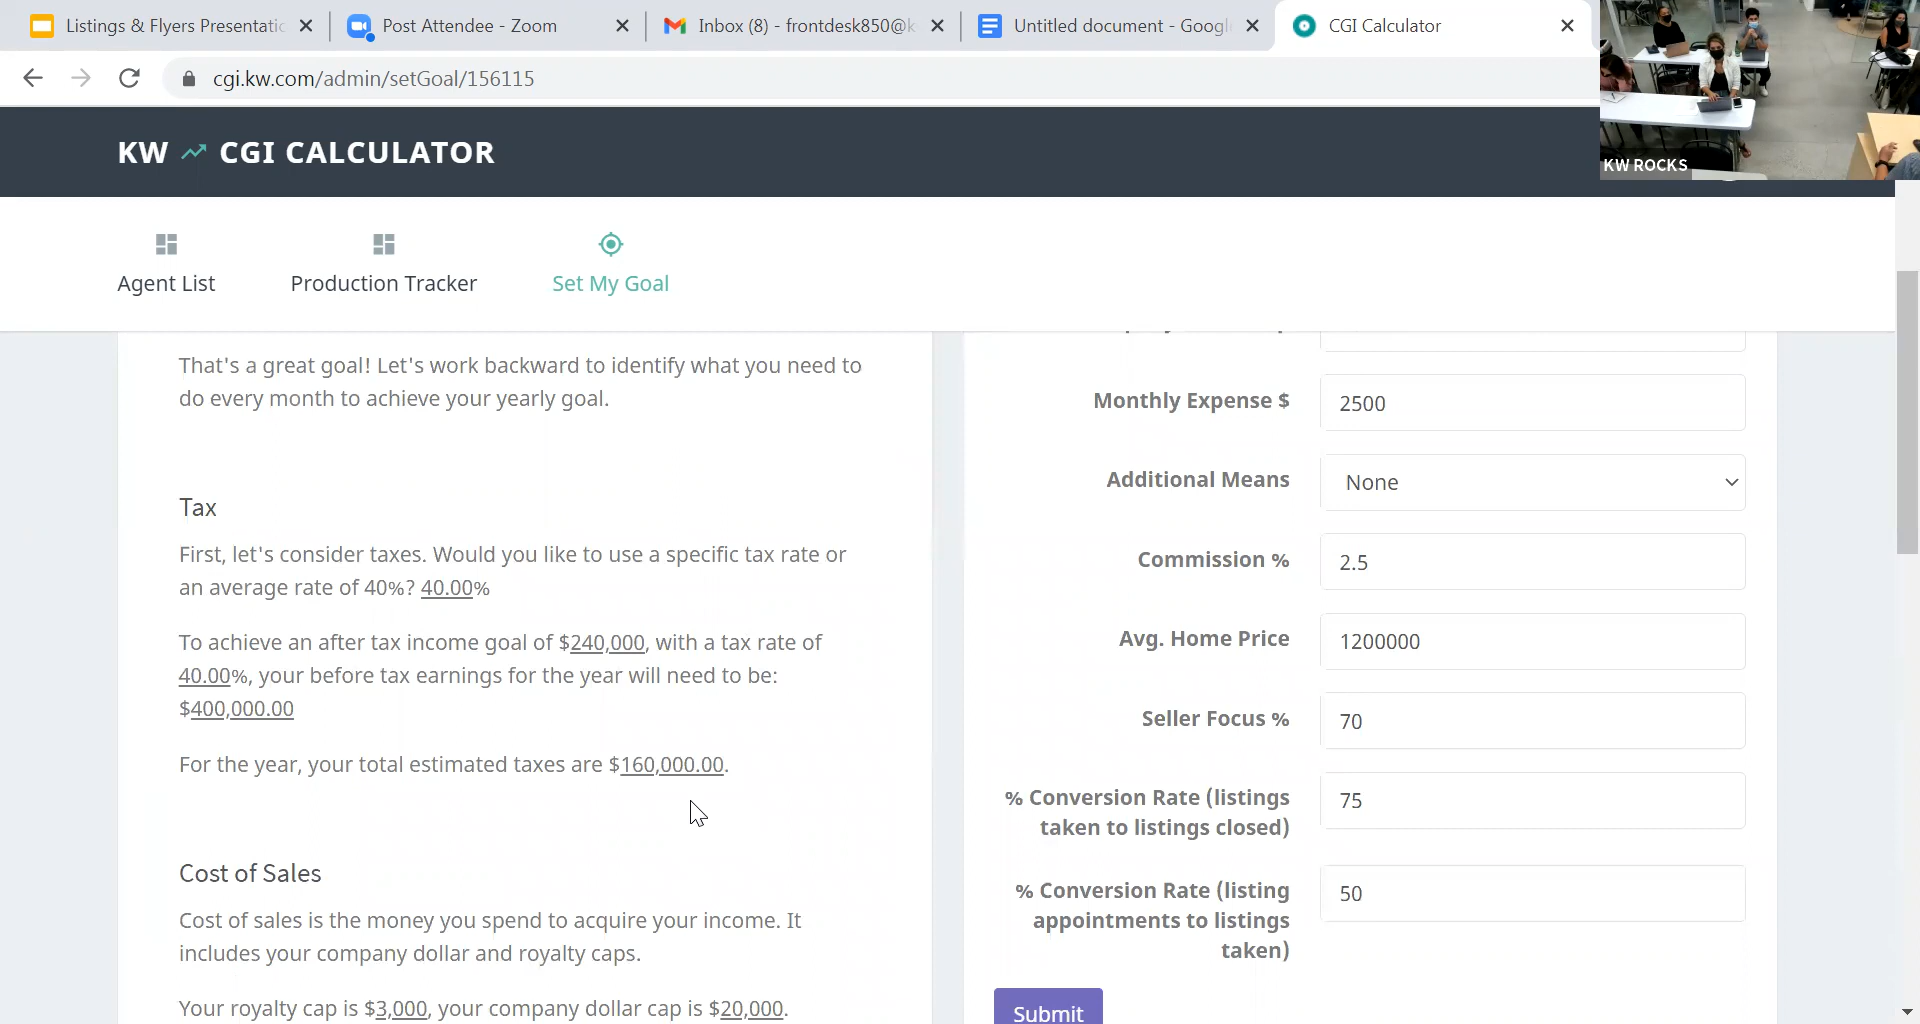 Listings & Flyers Presentatic
Post Attendee - Zoom
Inbox (8) - frontdesk850@k
Untitled document - Googl
CGI Calculator
cgi.kw.com/admin/setGoal/156115
KW CGI CALCULATOR
KW ROCKS
Agent List
Production Tracker
Set My Goal
That's a great goal! Let's work backward to identify what you need to
do every month to achieve your yearly goal.
Tax
First, let's consider taxes. Would you like to use a specific tax rate or
an average rate of 40%? 40.00%
To achieve an after tax income goal of $240,000, with a tax rate of
40.00%, your before tax earnings for the year will need to be:
$400,000.00
For the year, your total estimated taxes are $160,000.00.
Cost of Sales
Cost of sales is the money you spend to acquire your income. It
includes your company dollar and royalty caps.
Your royalty cap is $3,000, your company dollar cap is $20,000.
Monthly Expense $
2500
Additional Means
None
Commission %
2.5
Avg. Home Price
1200000
Seller Focus %
70
% Conversion Rate (listings
taken to listings closed)
75
% Conversion Rate (listing
appointments to listings
taken)
50
Submit